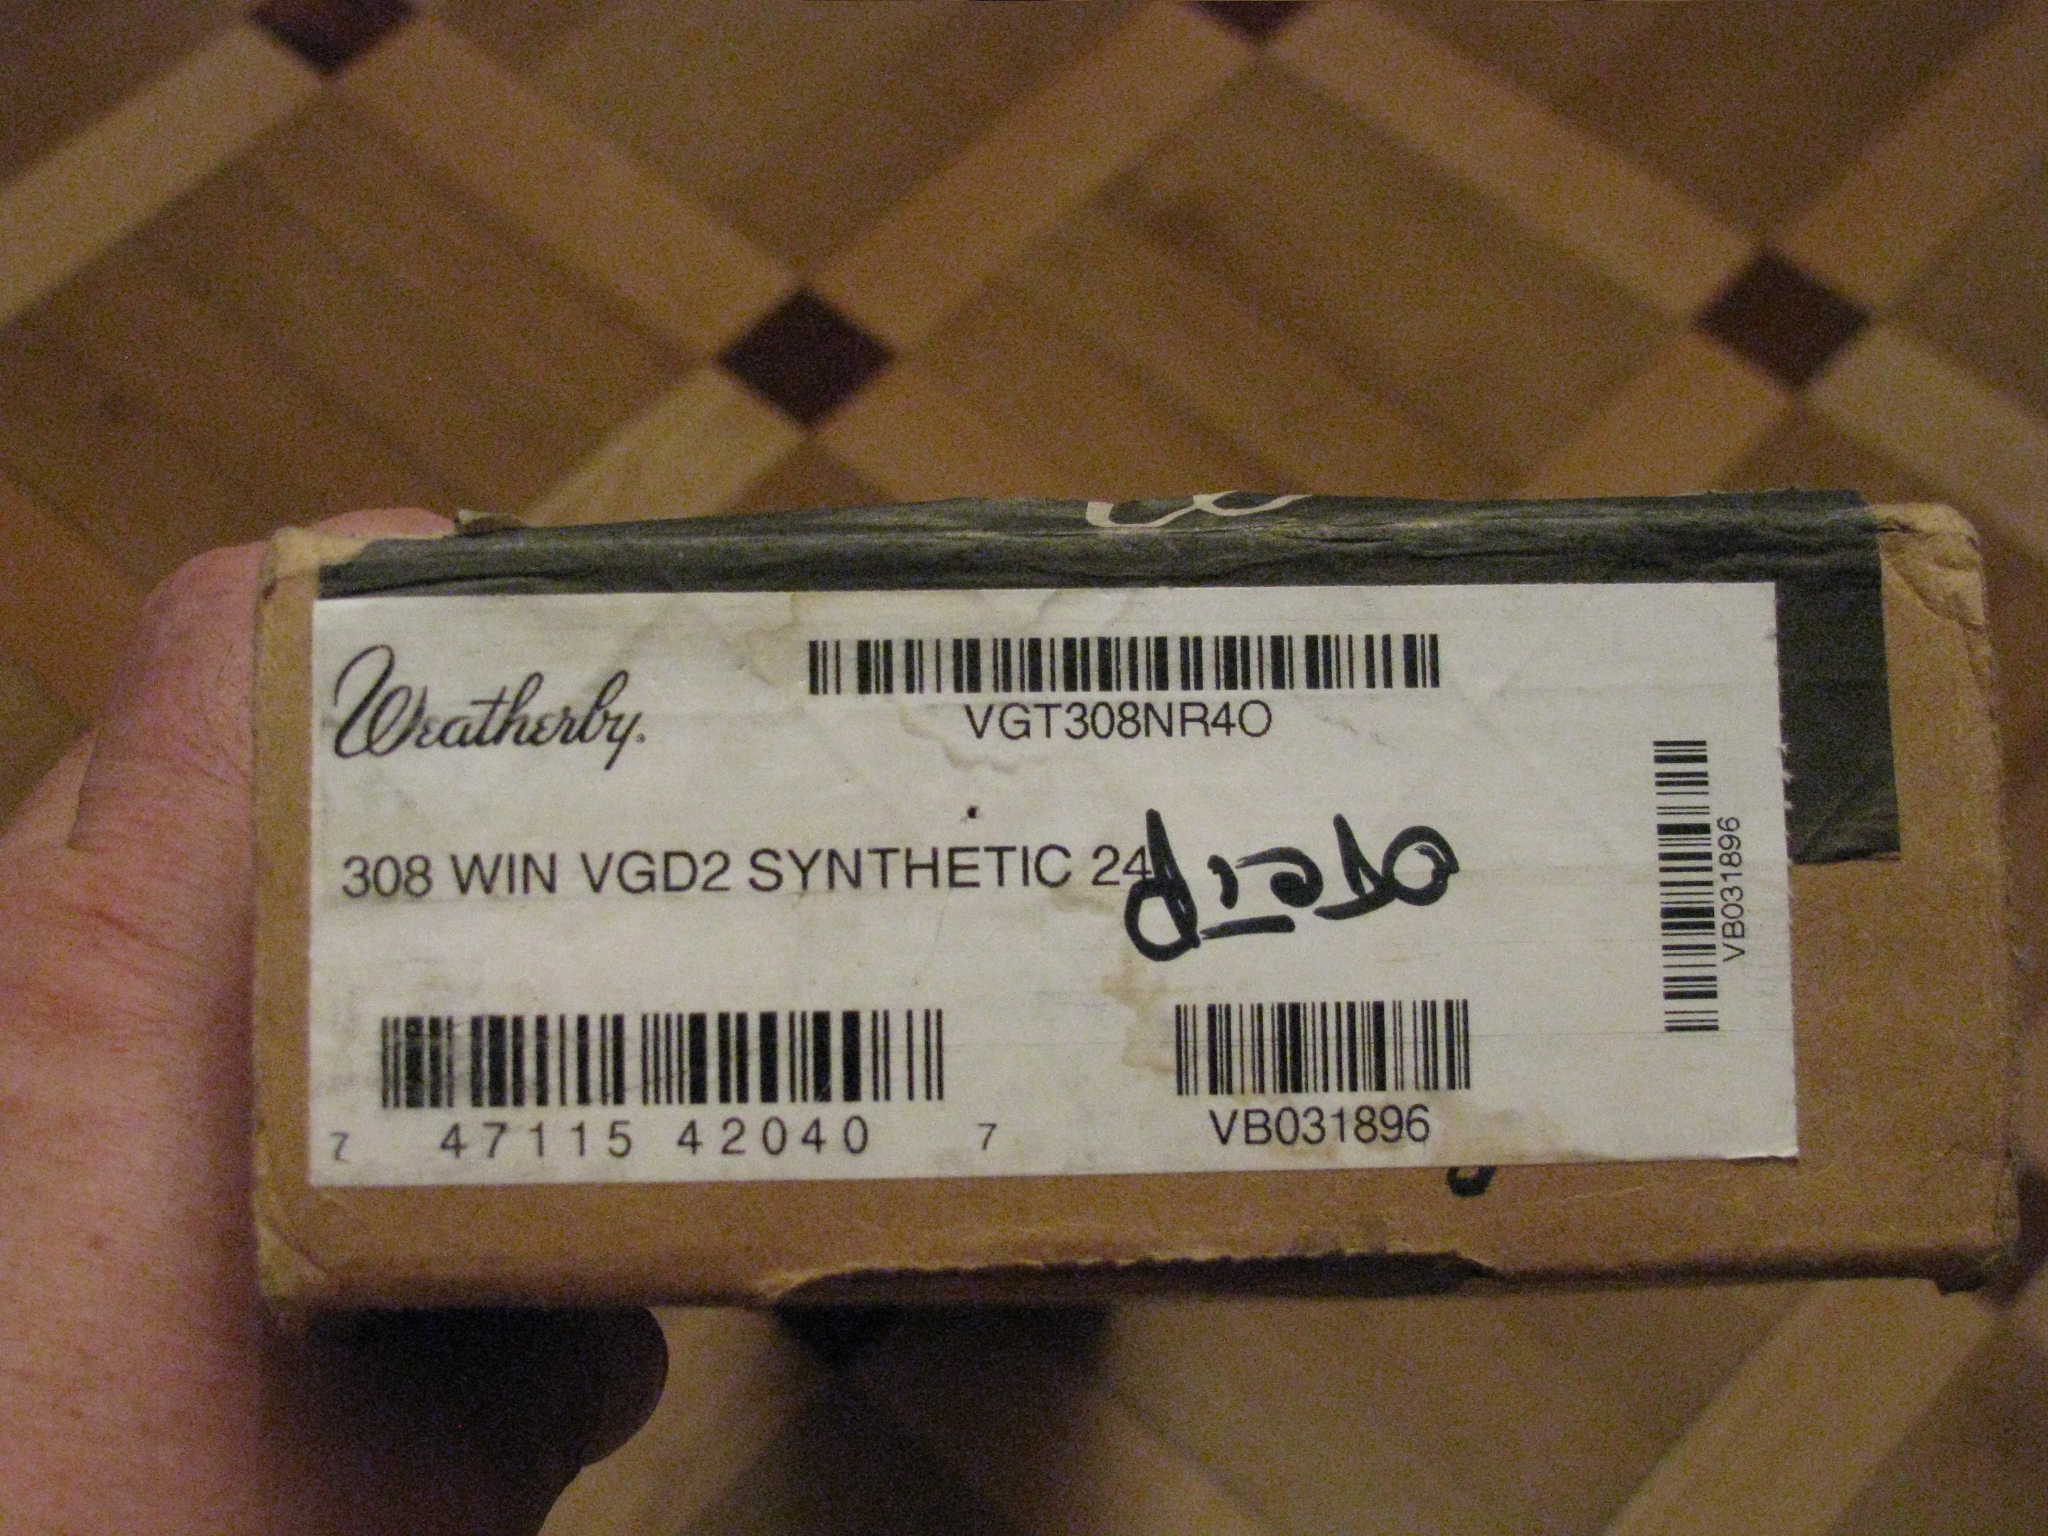 Weatherby.
VGT308NR4O
308 WIN VGD2 SYNTHETIC 24
7 47115 42040 7
VB031896
VB031896